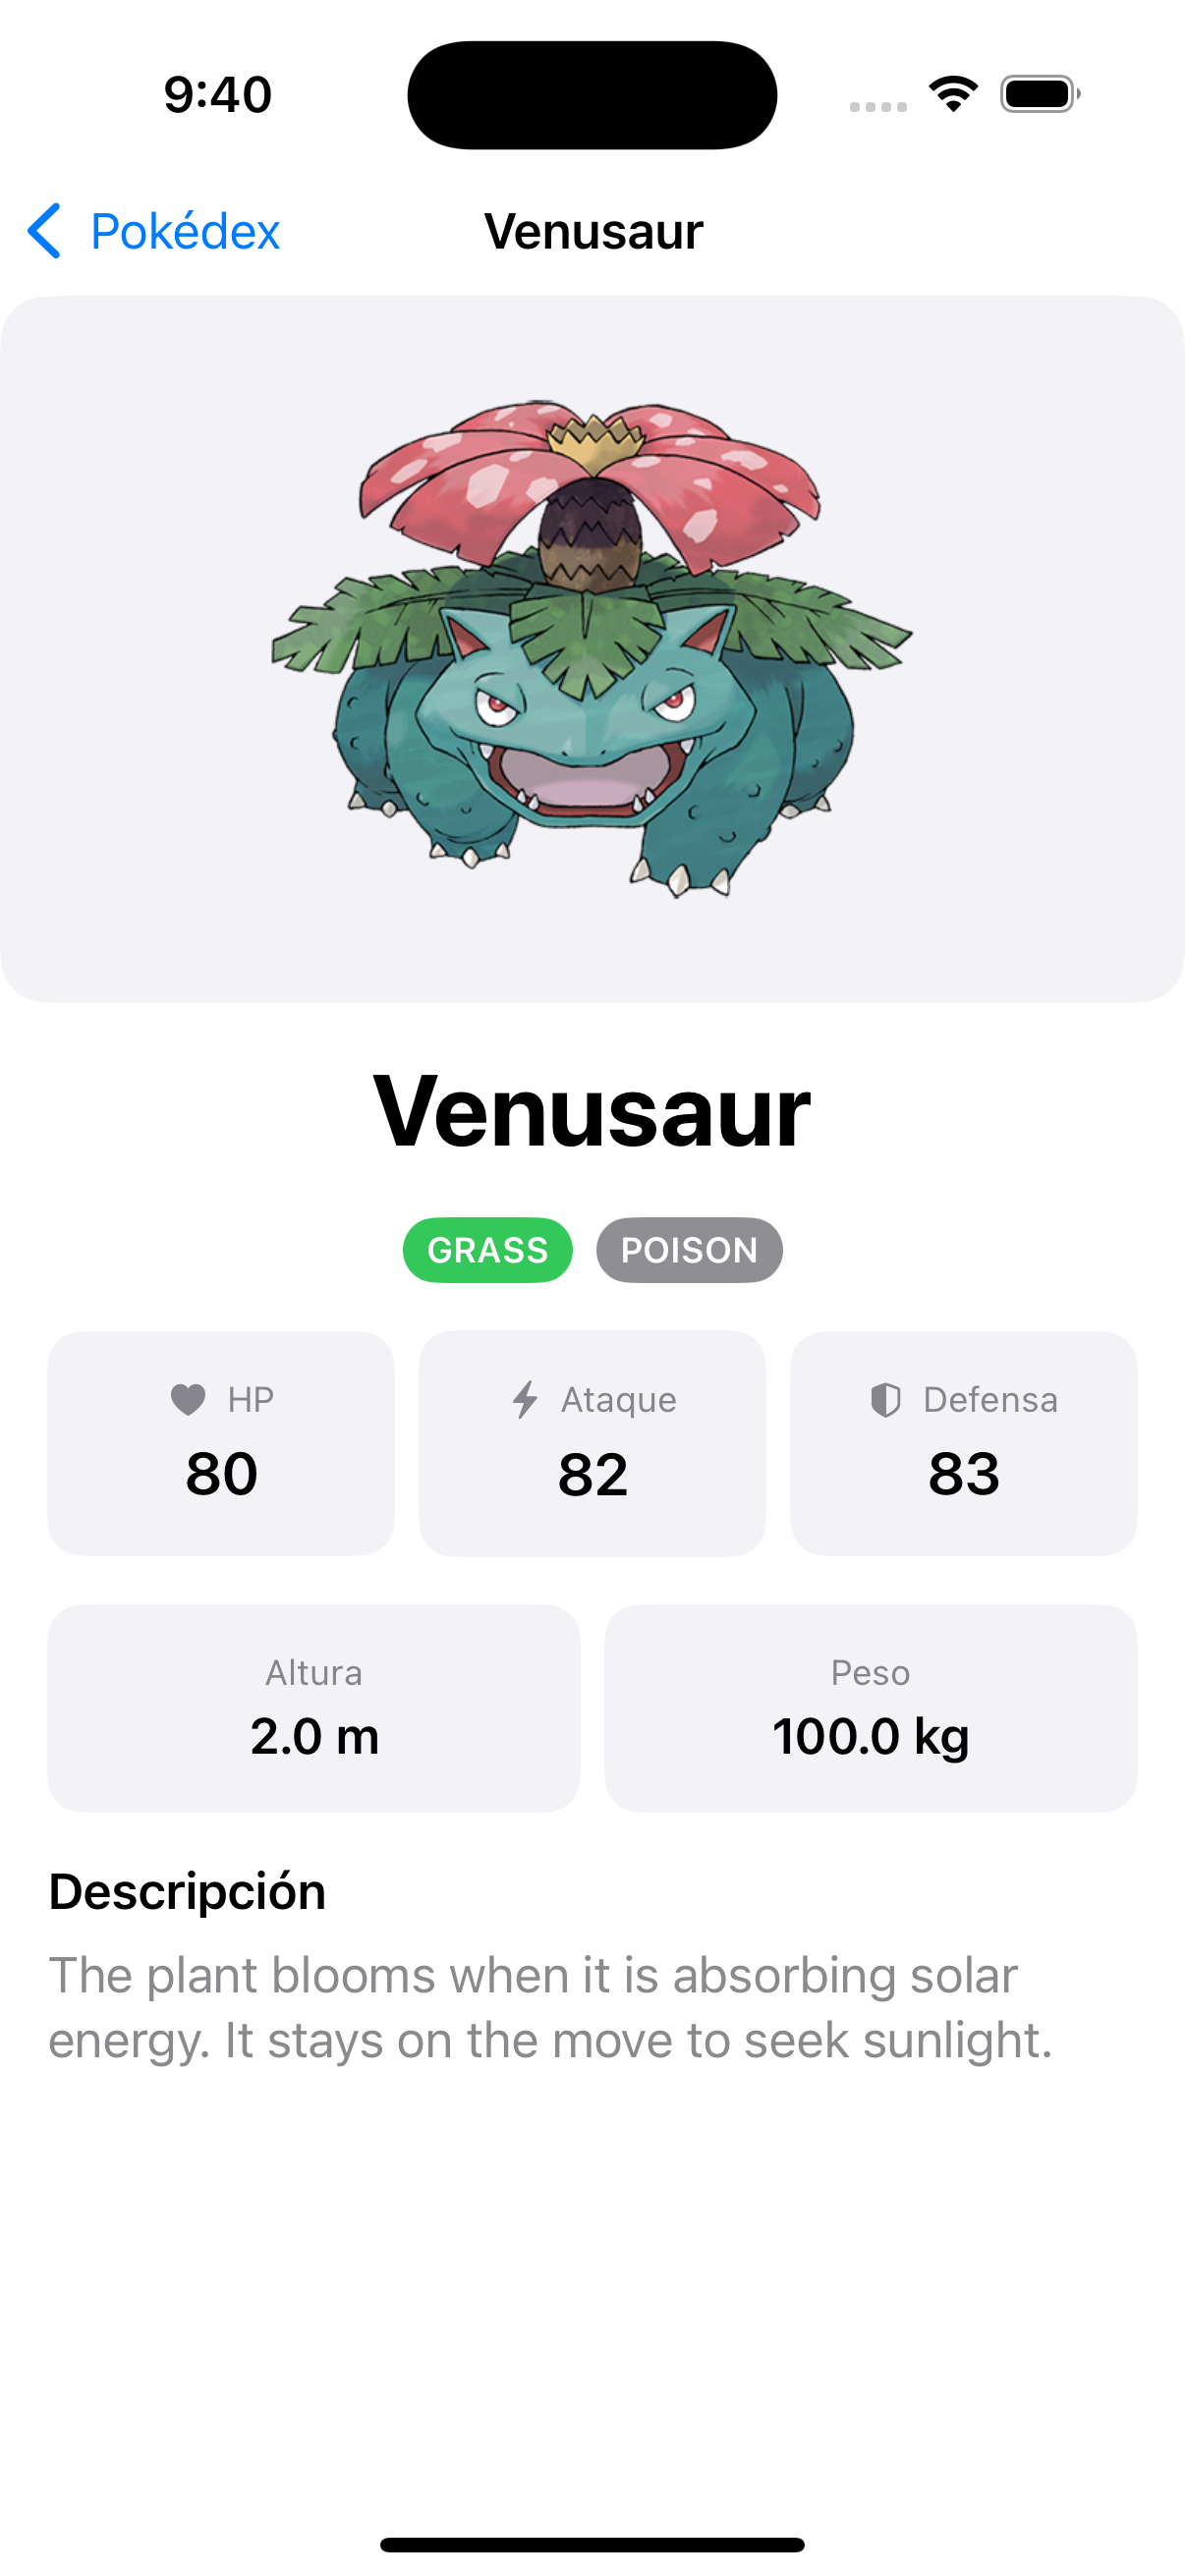 9:40
Pokédex Venusaur
Venusaur
GRASS POISON
HP Ataque Defensa
80 82 83
Altura Peso
2.0 m 100.0 kg
Descripción
The plant blooms when it is absorbing solar
energy. It stays on the move to seek sunlight.